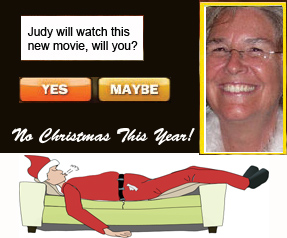 Judy will watch this
new movie, will you?
YES MAYBE
No Christmas This Year!